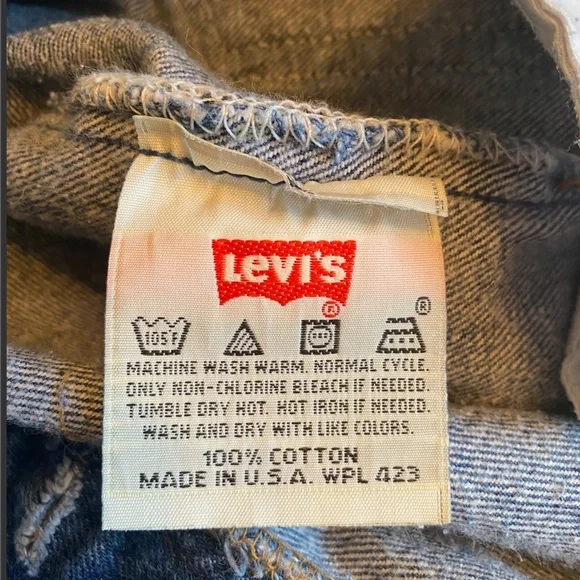 Levi's
®
®
105F
MACHINE WASH WARM. NORMAL CYCLE.
ONLY NON-CHLORINE BLEACH IF NEEDED.
TUMBLE DRY HOT. HOT IRON IF NEEDED.
WASH AND DRY WITH LIKE COLORS.
100% COTTON
MADE IN U.S.A. WPL 423